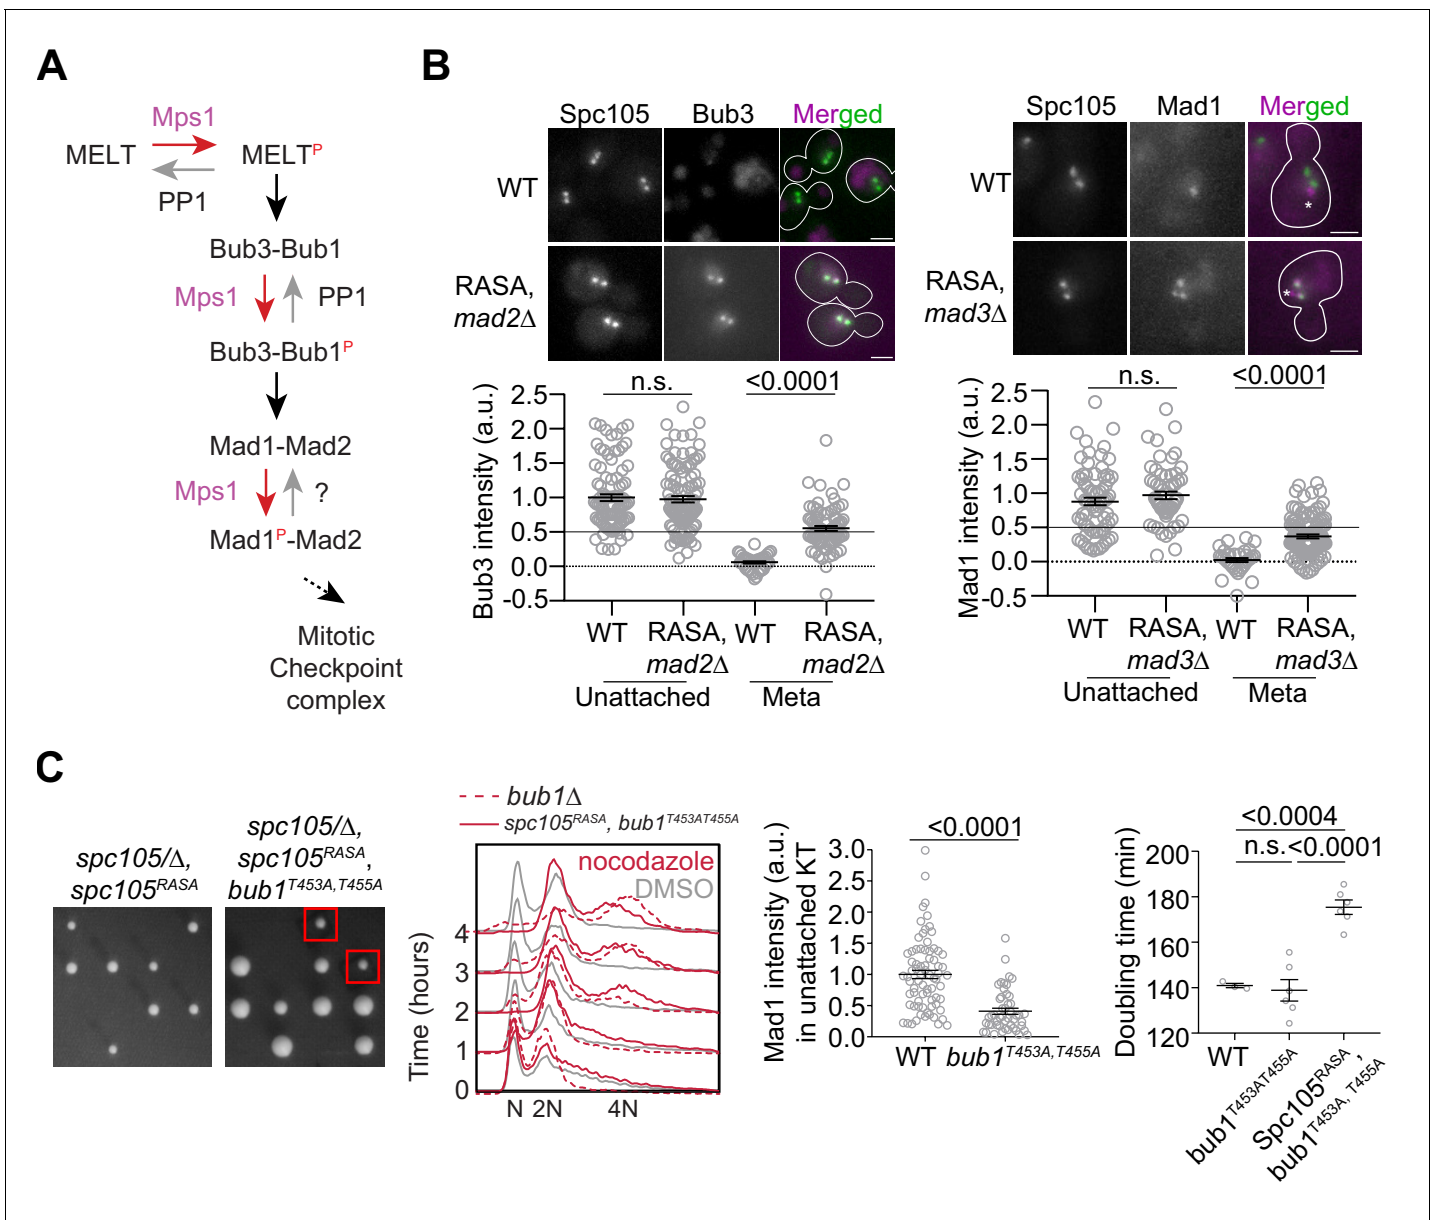 A
Mps1
MELT
MELTP
PP1
Bub3-Bub1
Mps1
PP1
Bub3-Bub1P
Mad1-Mad2
Mps1
?
Mad1P-Mad2
Mitotic
Checkpoint
complex
B
Spc105
Bub3
Merged
WT
RASA,
mad2Δ
Bub3 intensity (a.u.)
2.5
2.0
1.5
1.0
0.5
0.0
-0.5
n.s.
<0.0001
WT
RASA,
mad2Δ
WT
RASA,
mad2Δ
Unattached
Meta
Spc105
Mad1
Merged
WT
*
RASA,
mad3Δ
*
Mad1 intensity (a.u.)
2.5
2.0
1.5
1.0
0.5
0.0
-0.5
n.s.
<0.0001
WT
RASA,
mad3Δ
WT
RASA,
mad3Δ
Unattached
Meta
C
spc105/Δ,
spc105RASA
spc105/Δ,
spc105RASA,
bub1T453A,T455A
bub1Δ
spc105RASA, bub1T453AT455A
nocodazole
DMSO
Time (hours)
4
3
2
1
0
N 2N 4N
Mad1 intensity (a.u.)
in unattached KT
3.0
2.5
2.0
1.5
1.0
0.5
0.0
<0.0001
WT
bub1T453A,T455A
Doubling time (min)
200
180
160
140
120
<0.0004
n.s.
<0.0001
WT
bub1T453AT455A
Spc105RASA,
bub1T453A, T455A